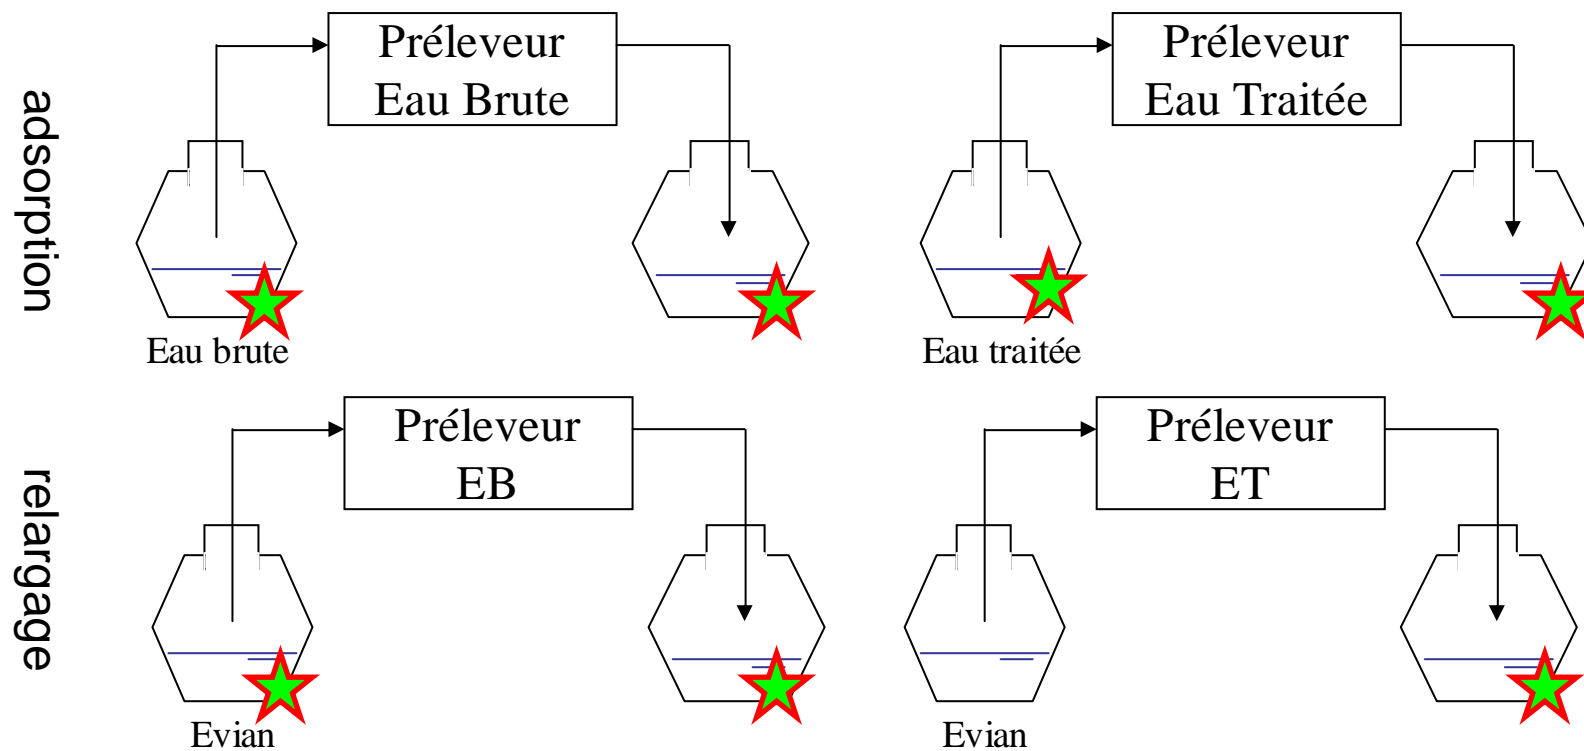 adsorption
Préleveur
Eau Brute
Préleveur
Eau Traitée
Eau brute
Eau traitée
relargage
Préleveur
EB
Préleveur
ET
Evian
Evian